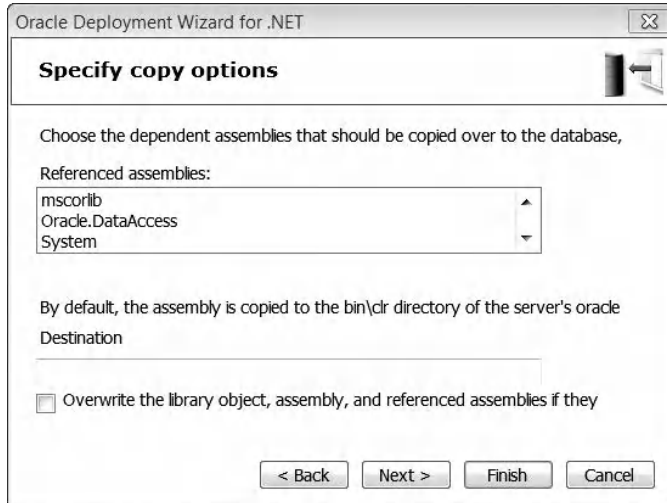 Oracle Deployment Wizard for .NET
Specify copy options
Choose the dependent assemblies that should be copied over to the database,
Referenced assemblies:
mscorlib
Oracle.DataAccess
System
By default, the assembly is copied to the bin\clr directory of the server's oracle
Destination
Overwrite the library object, assembly, and referenced assemblies if they
< Back Next > Finish Cancel